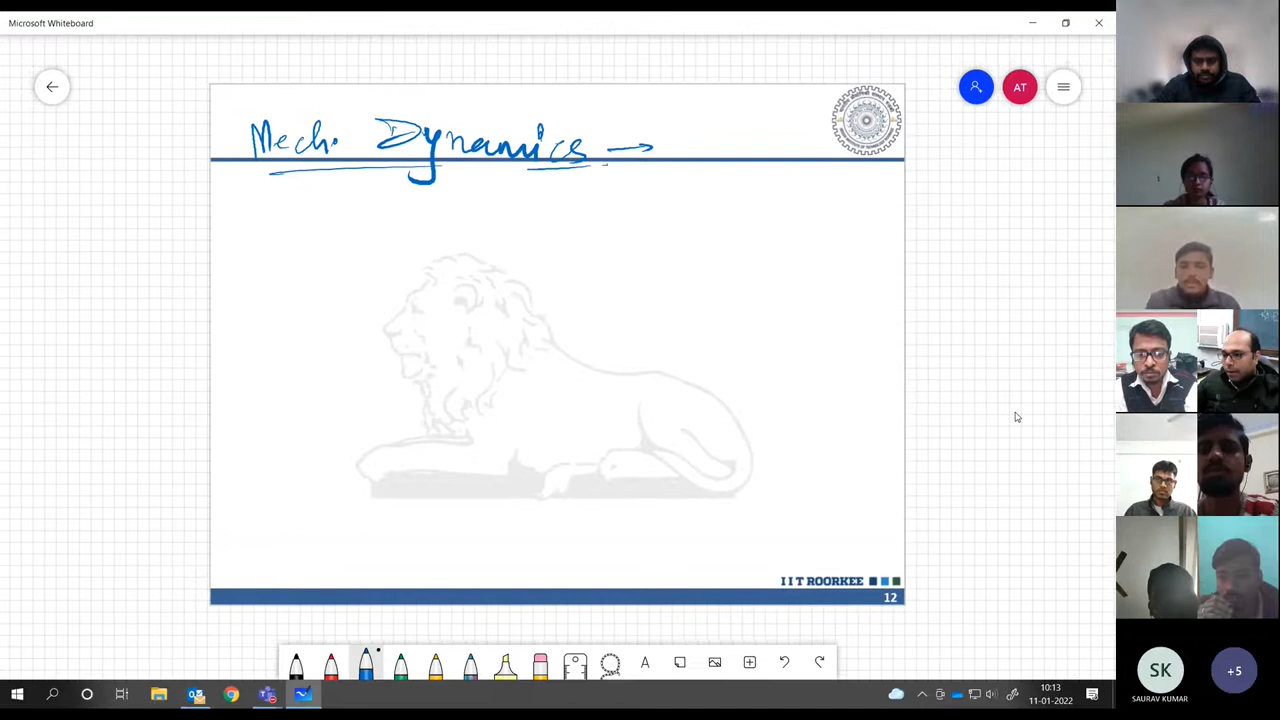 Microsoft Whiteboard
AT
Mech. Dynamics →
IIT ROORKEE
12
A
SK
+5
SAURAV KUMAR
10:13
11-01-2022